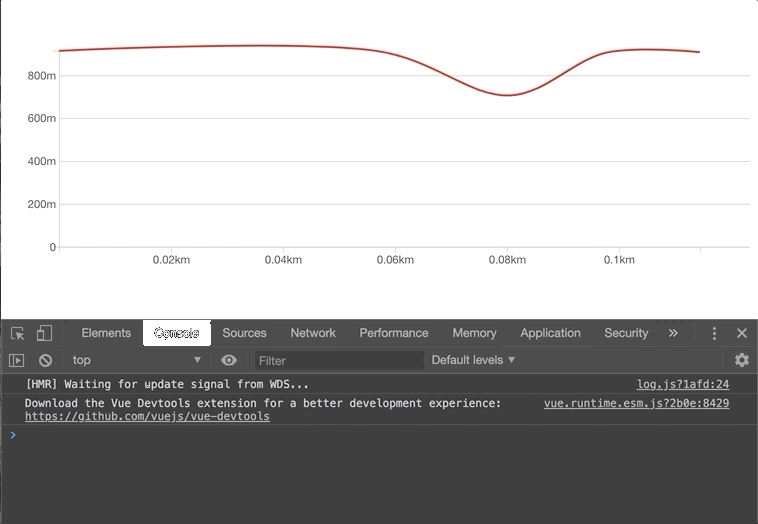 800m
600m
400m
200m
0
0.02km 0.04km 0.06km 0.08km 0.1km
Elements Console Sources Network Performance Memory Application Security »
top ▼ Filter Default levels ▼
[HMR] Waiting for update signal from WDS... log.js?1afd:24
Download the Vue Devtools extension for a better development experience: vue.runtime.esm.js?2b0e:8429
https://github.com/vuejs/vue-devtools
>